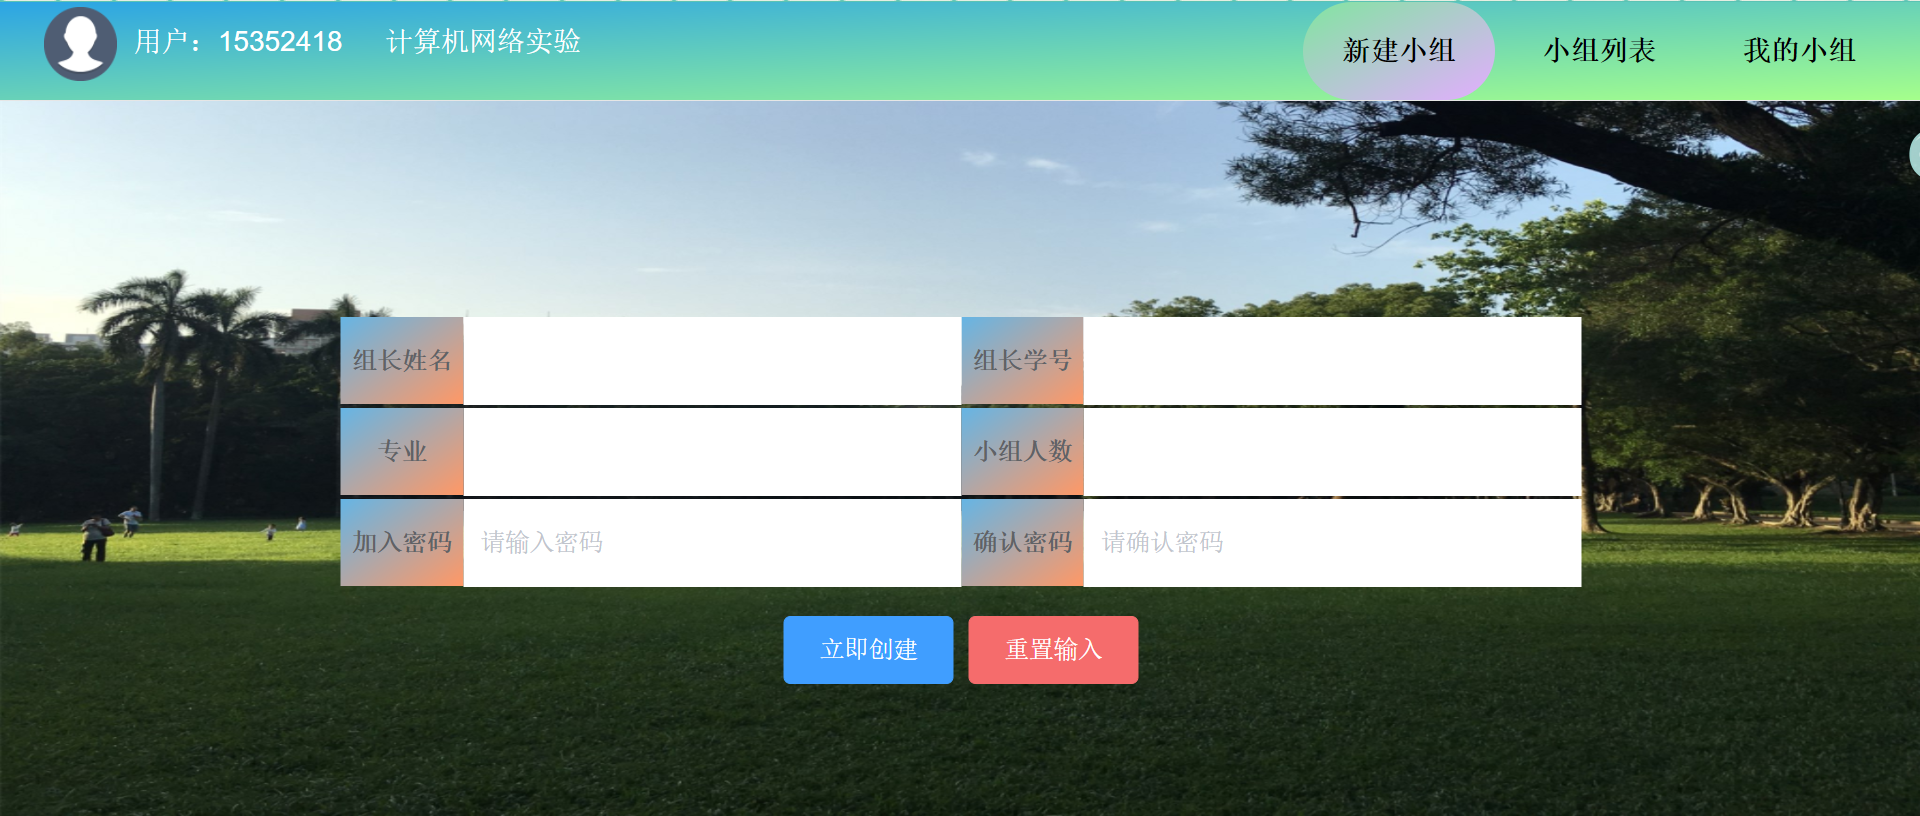 用户：15352418 计算机网络实验 新建小组 小组列表 我的小组
组长姓名 组长学号
专业 小组人数
加入密码 请输入密码 确认密码 请确认密码
立即创建 重置输入